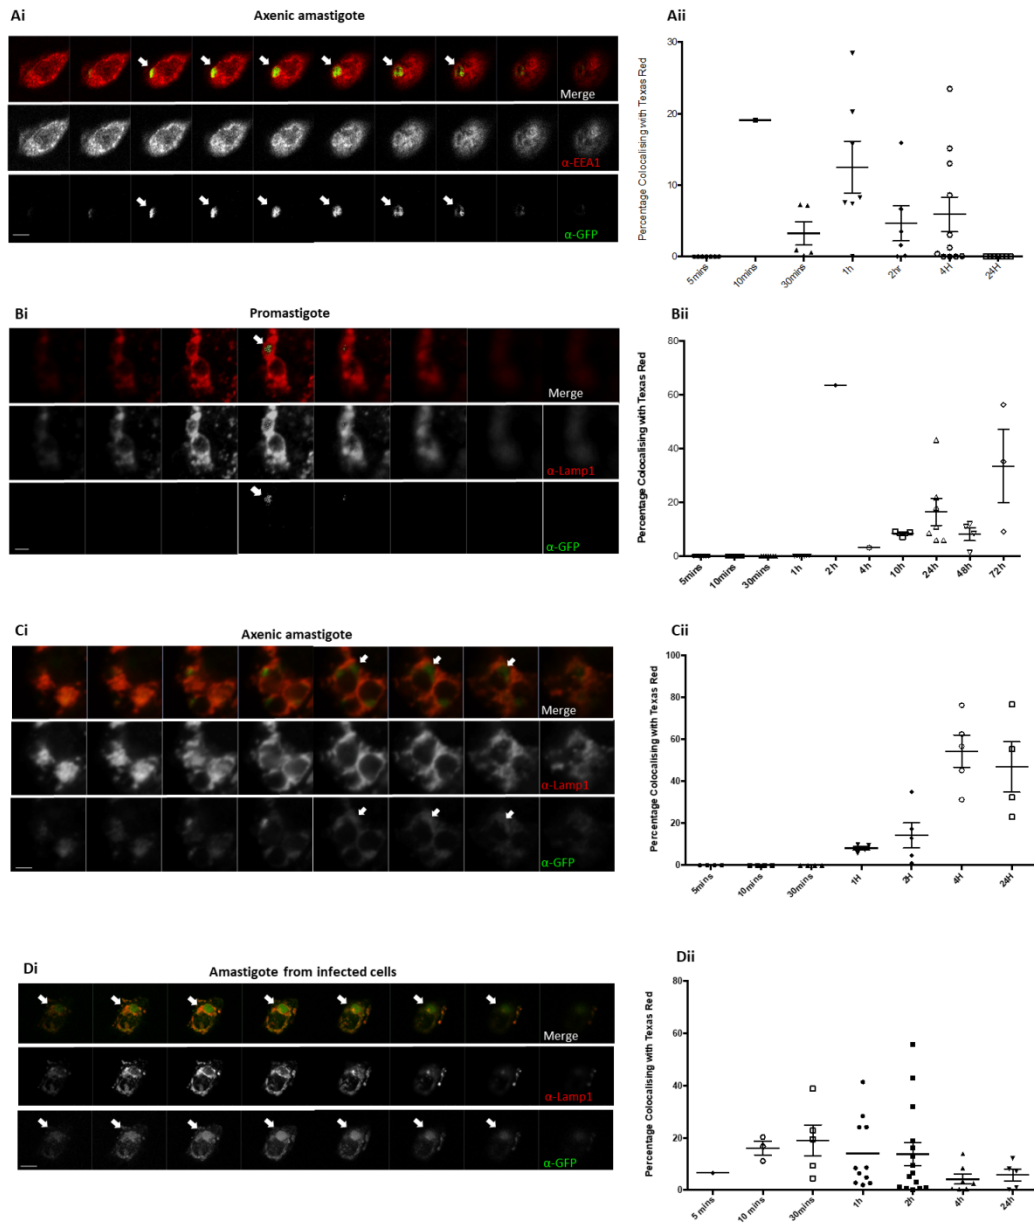 Ai
Axenic amastigote
Merge
α-EEA1
α-GFP
Aii
Percentage Colocalising with Texas Red
30
20
10
0
5mins
10mins
30mins
1h
2hr
4H
24H
Bi
Promastigote
Merge
α-Lamp1
α-GFP
Bii
Percentage Colocalising with Texas Red
80
60
40
20
0
5mins
10mins
30mins
1h
2h
4h
10h
24h
48h
72h
Ci
Axenic amastigote
Merge
α-Lamp1
α-GFP
Cii
Percentage Colocalising with Texas Red
100
80
60
40
20
0
5mins
10mins
30mins
1H
2H
4H
24H
Di
Amastigote from infected cells
Merge
α-Lamp1
α-GFP
Dii
Percentage Colocalising with Texas Red
80
60
40
20
0
5 mins
10 mins
30mins
1h
2h
4h
24h